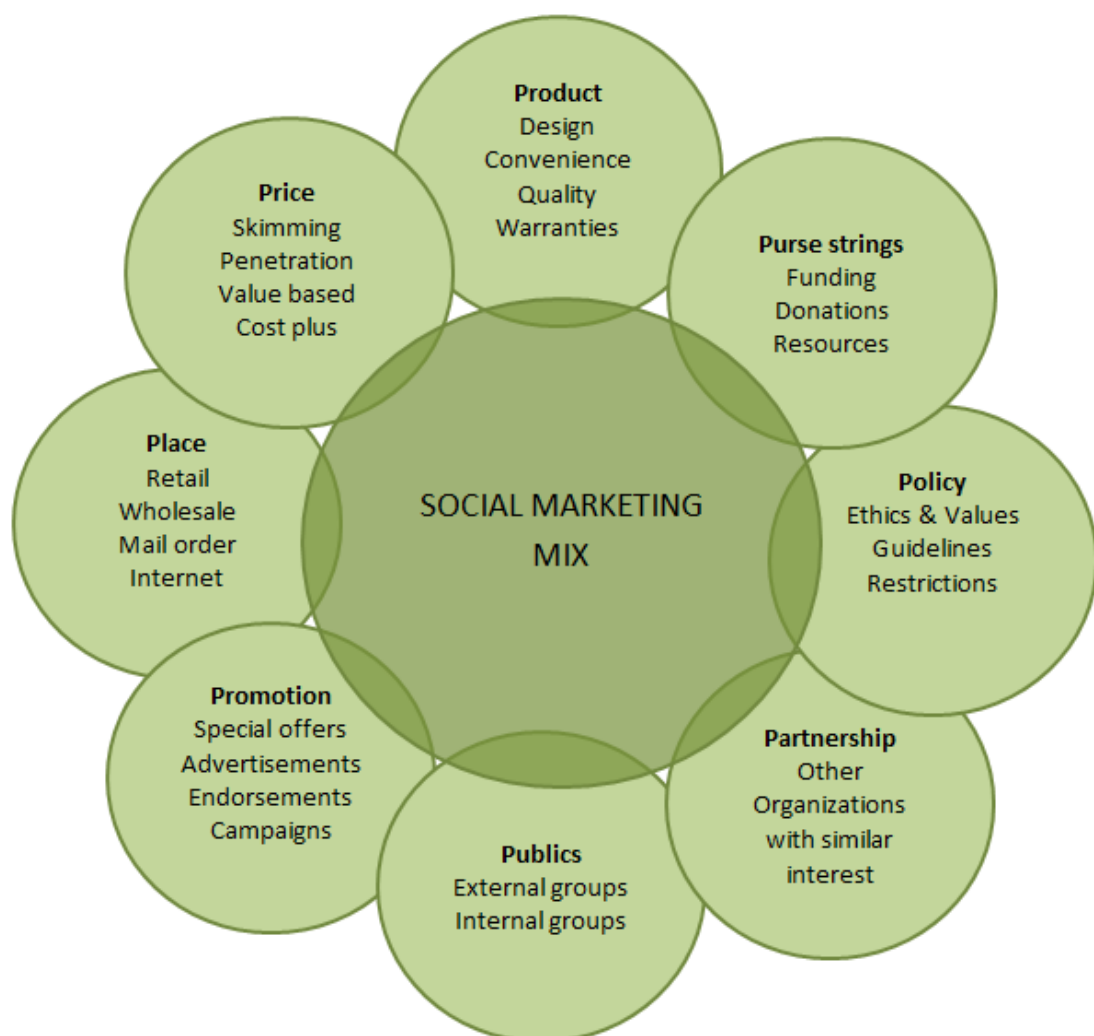 Product
Design
Convenience
Quality
Warranties
Purse strings
Funding
Donations
Resources
Policy
Ethics & Values
Guidelines
Restrictions
Partnership
Other
Organizations
with similar
interest
Publics
External groups
Internal groups
Promotion
Special offers
Advertisements
Endorsements
Campaigns
Place
Retail
Wholesale
Mail order
Internet
Price
Skimming
Penetration
Value based
Cost plus
SOCIAL MARKETING
MIX